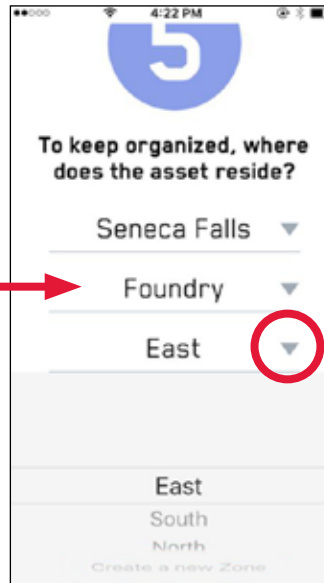 4:22 PM
5
To keep organized, where
does the asset reside?
Seneca Falls
Foundry
East
East
South
North
Create a new Zone